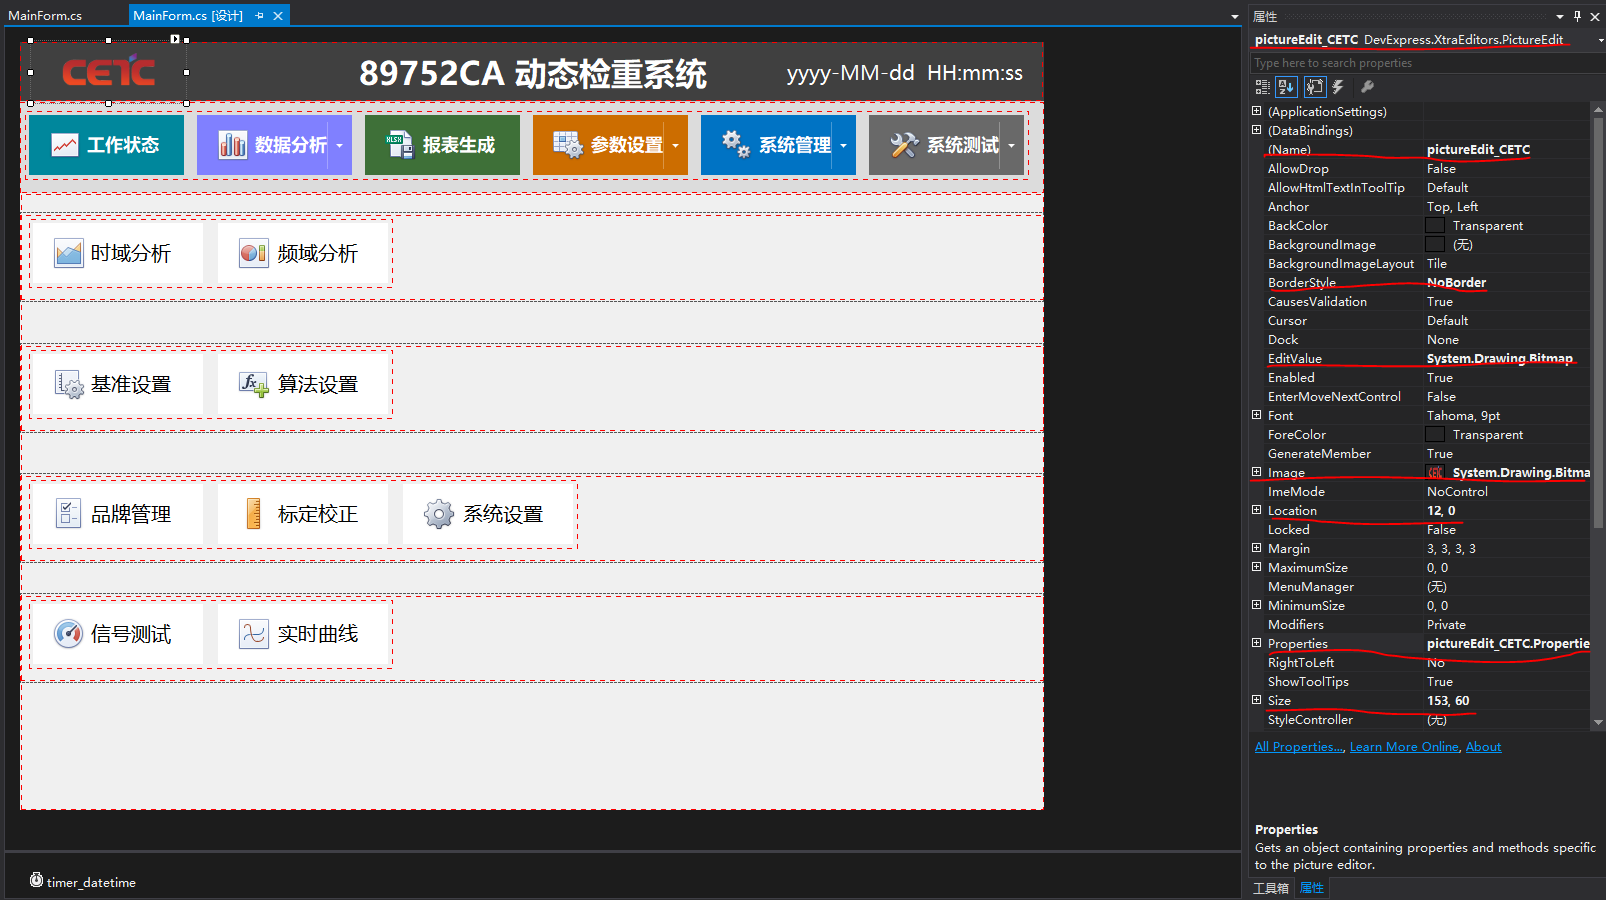 MainForm.cs
MainForm.cs [设计]
CETC
89752CA 动态检重系统
yyyy-MM-dd HH:mm:ss
工作状态
数据分析
报表生成
参数设置
系统管理
系统测试
时域分析
频域分析
基准设置
算法设置
品牌管理
标定校正
系统设置
信号测试
实时曲线
timer_datetime
属性
pictureEdit_CETC DevExpress.XtraEditors.PictureEdit
Type here to search properties
(ApplicationSettings)
(DataBindings)
(Name) pictureEdit_CETC
AllowDrop False
AllowHtmlTextInToolTip Default
Anchor Top, Left
BackColor Transparent
BackgroundImage (无)
BackgroundImageLayout Tile
BorderStyle NoBorder
CausesValidation True
Cursor Default
Dock None
EditValue System.Drawing.Bitmap
Enabled True
EnterMoveNextControl False
Font Tahoma, 9pt
ForeColor Transparent
GenerateMember True
Image System.Drawing.Bitma
ImeMode NoControl
Location 12, 0
Locked False
Margin 3, 3, 3, 3
MaximumSize 0, 0
MenuManager (无)
MinimumSize 0, 0
Modifiers Private
Properties pictureEdit_CETC.Propertie
RightToLeft No
ShowToolTips True
Size 153, 60
StyleController (无)
All Properties..., Learn More Online, About
Properties
Gets an object containing properties and methods specific
to the picture editor.
工具箱 属性